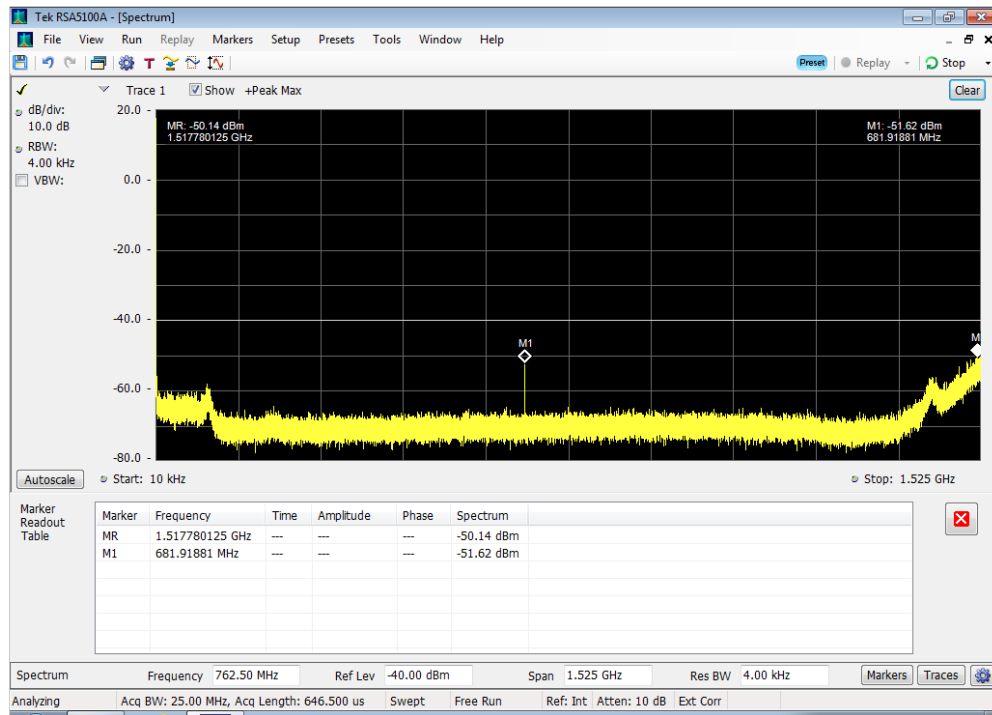 Tek RSA5100A - [Spectrum]
File View Run Replay Markers Setup Presets Tools Window Help
T Preset Replay Stop
Trace 1 Show +Peak Max Clear
dB/div:
10.0 dB
RBW:
4.00 kHz
VBW:
20.0
MR: -50.14 dBm
1.517780125 GHz
M1: -51.62 dBm
681.91881 MHz
0.0
-20.0
-40.0
M1
M
-60.0
-80.0
Autoscale Start: 10 kHz Stop: 1.525 GHz
Marker
Readout
Table
Marker Frequency Time Amplitude Phase Spectrum
MR 1.517780125 GHz --- --- --- -50.14 dBm
M1 681.91881 MHz --- --- --- -51.62 dBm
Spectrum Frequency 762.50 MHz Ref Lev -40.00 dBm Span 1.525 GHz Res BW 4.00 kHz Markers Traces
Analyzing Acq BW: 25.00 MHz, Acq Length: 646.500 us Swept Free Run Ref: Int Atten: 10 dB Ext Corr